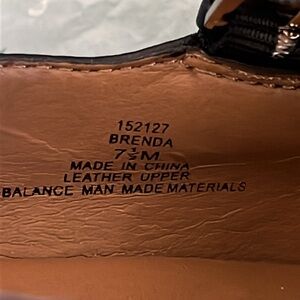 152127
BRENDA
7½M
MADE IN CHINA
LEATHER UPPER
BALANCE MAN MADE MATERIALS